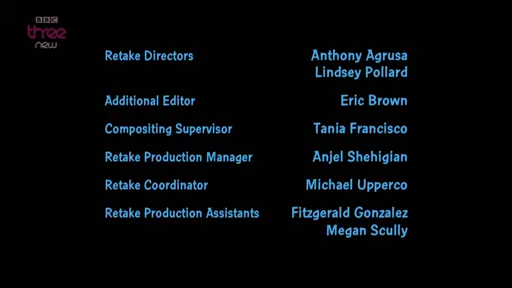 BBC
three
new
Retake Directors Anthony Agrusa
Lindsey Pollard
Additional Editor Eric Brown
Compositing Supervisor Tania Francisco
Retake Production Manager Anjel Shehigian
Retake Coordinator Michael Upperco
Retake Production Assistants Fitzgerald Gonzalez
Megan Scully